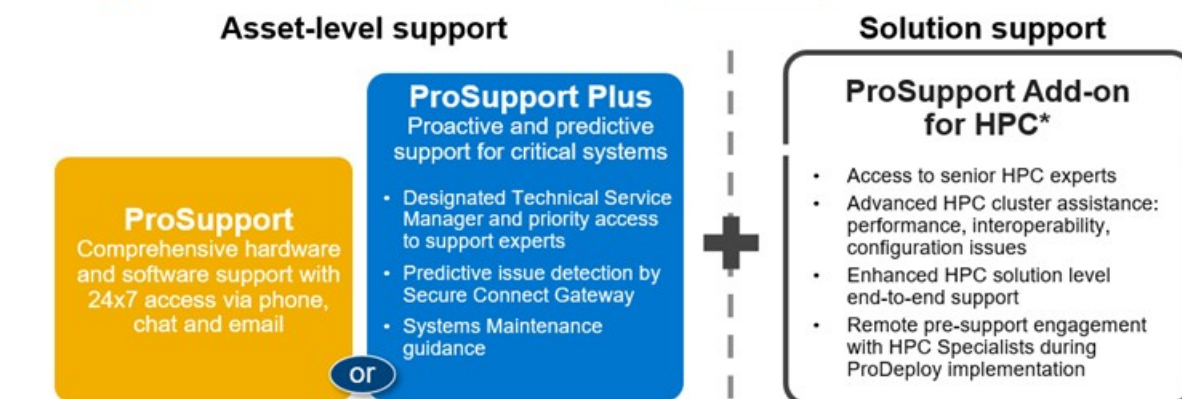 Asset-level support
Solution support
ProSupport
Comprehensive hardware
and software support with
24x7 access via phone,
chat and email
or
ProSupport Plus
Proactive and predictive
support for critical systems
• Designated Technical Service
Manager and priority access
to support experts
• Predictive issue detection by
Secure Connect Gateway
• Systems Maintenance
guidance
ProSupport Add-on
for HPC*
• Access to senior HPC experts
• Advanced HPC cluster assistance:
performance, interoperability,
configuration issues
• Enhanced HPC solution level
end-to-end support
• Remote pre-support engagement
with HPC Specialists during
ProDeploy implementation